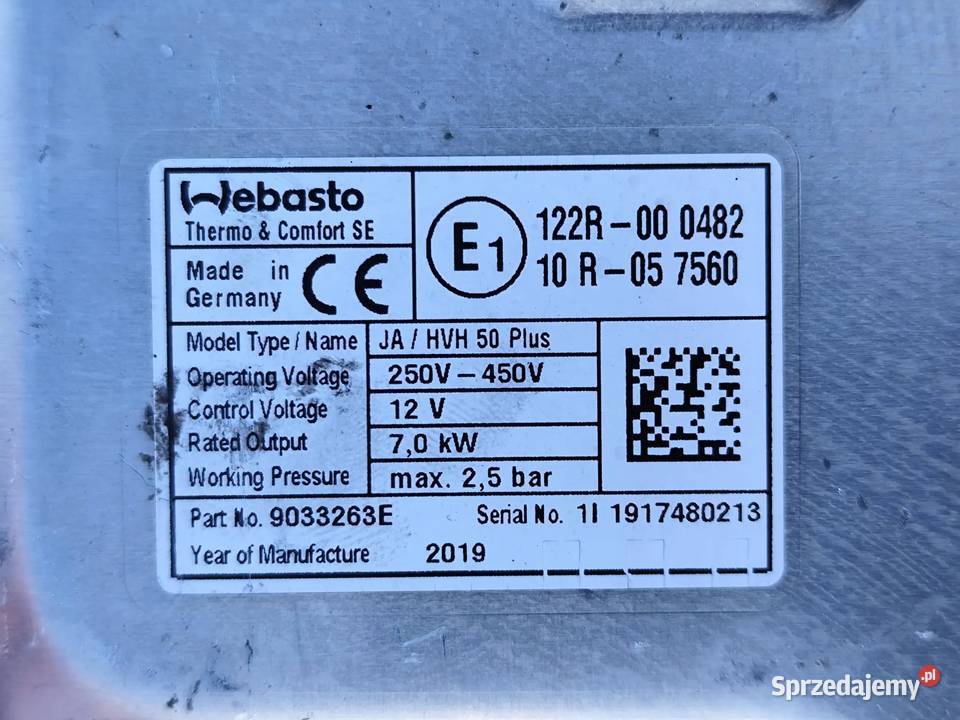 Webasto
Thermo & Comfort SE
Made in
Germany
CE
E1
122R-00 0482
10 R-05 7560
Model Type / Name JA / HVH 50 Plus
Operating Voltage 250V-450V
Control Voltage 12 V
Rated Output 7,0 kW
Working Pressure max. 2,5 bar
Part No. 9033263E Serial No. 1I 1917480213
Year of Manufacture 2019
Sprzedajemy.pl